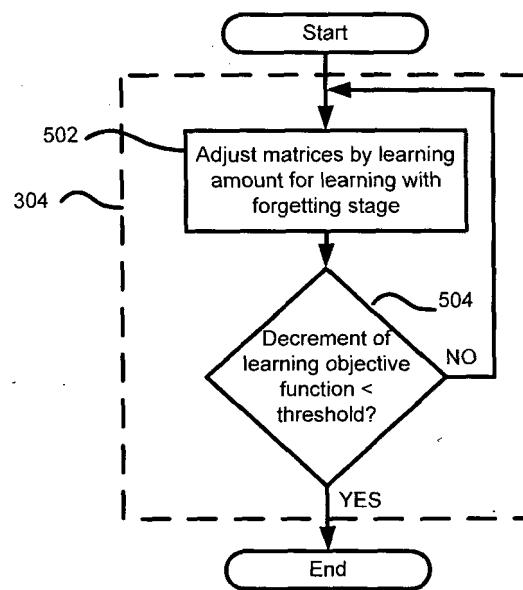 Start
502
Adjust matrices by learning
amount for learning with
forgetting stage
304
504
Decrement of
learning objective
function <
threshold?
NO
YES
End